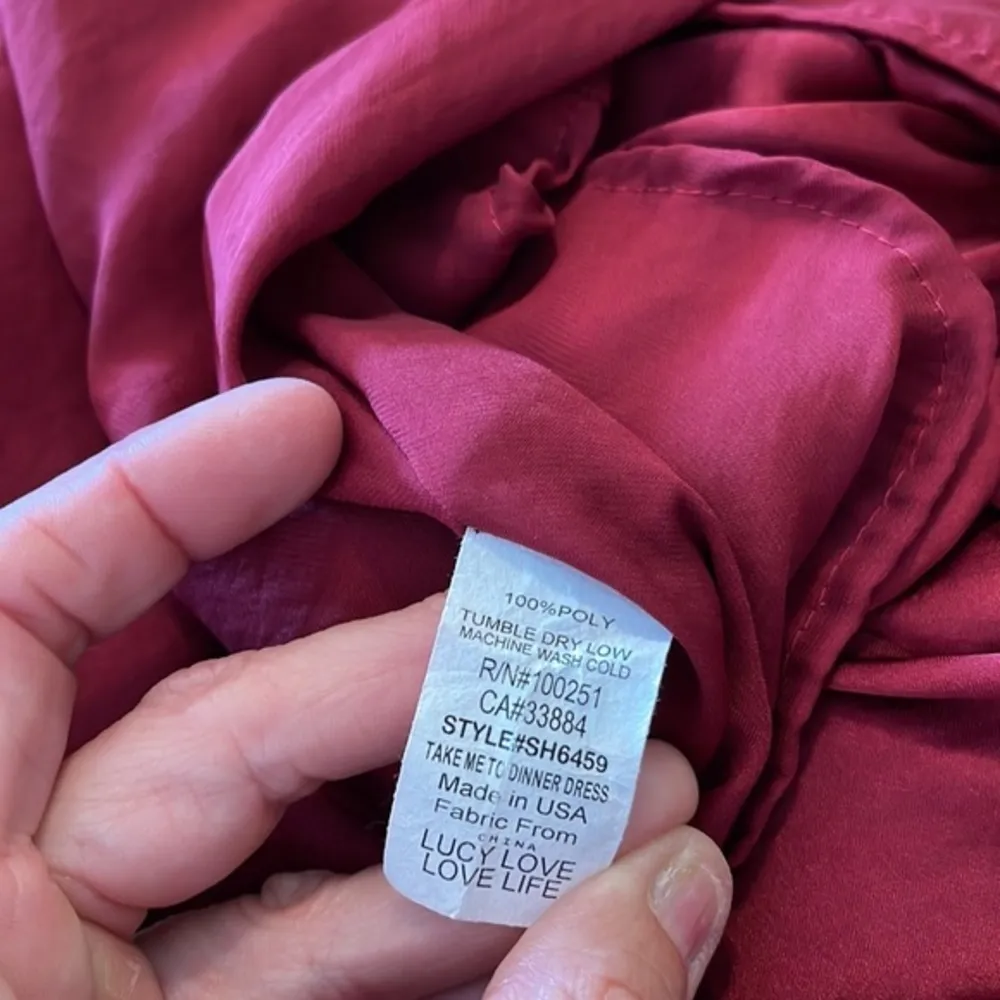 100%POLY
TUMBLE DRY LOW
MACHINE WASH COLD
R/N#100251
CA#33884
STYLE#SH6459
TAKE ME TO DINNER DRESS
Made in USA
Fabric From
CHINA
LUCY LOVE
LOVE LIFE